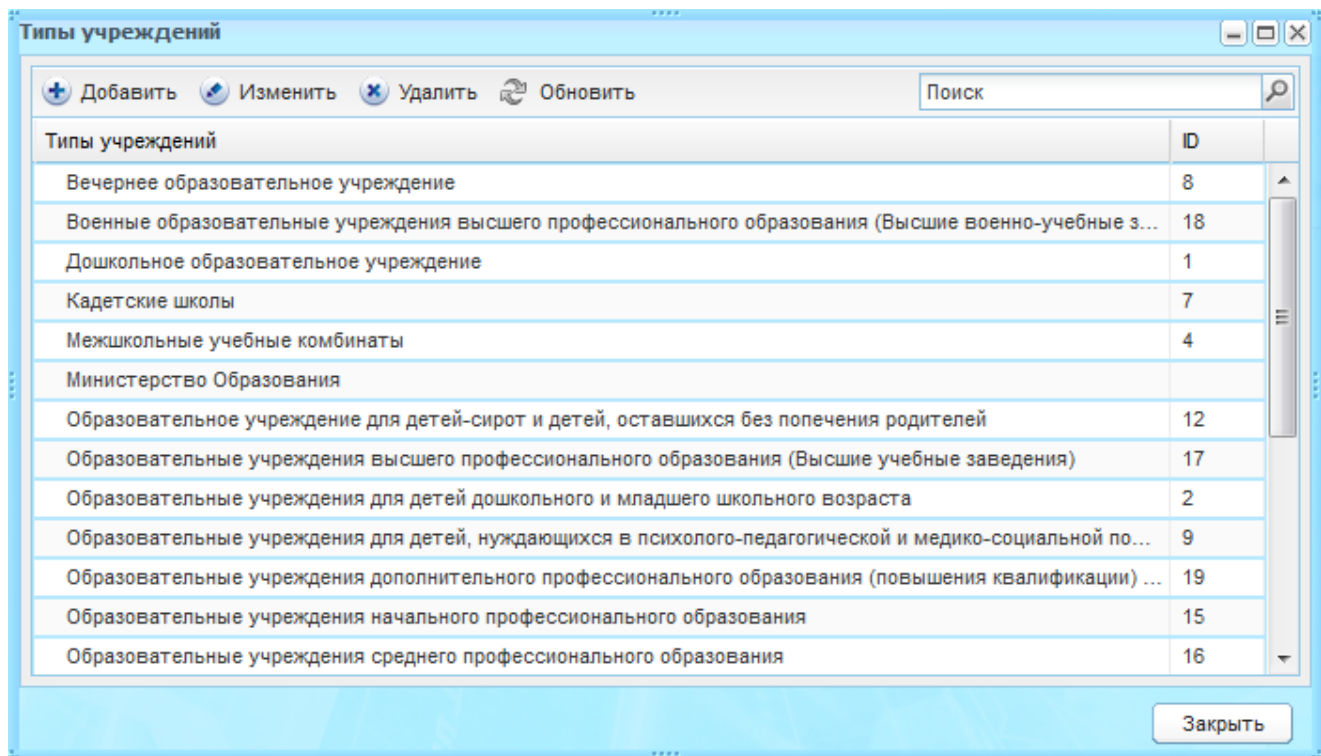 Типы учреждений
Добавить Изменить Удалить Обновить Поиск
Типы учреждений ID
Вечернее образовательное учреждение 8
Военные образовательные учреждения высшего профессионального образования (Высшие военно-учебные з... 18
Дошкольное образовательное учреждение 1
Кадетские школы 7
Межшкольные учебные комбинаты 4
Министерство Образования
Образовательное учреждение для детей-сирот и детей, оставшихся без попечения родителей 12
Образовательные учреждения высшего профессионального образования (Высшие учебные заведения) 17
Образовательные учреждения для детей дошкольного и младшего школьного возраста 2
Образовательные учреждения для детей, нуждающихся в психолого-педагогической и медико-социальной по... 9
Образовательные учреждения дополнительного профессионального образования (повышения квалификации) ... 19
Образовательные учреждения начального профессионального образования 15
Образовательные учреждения среднего профессионального образования 16
Закрыть